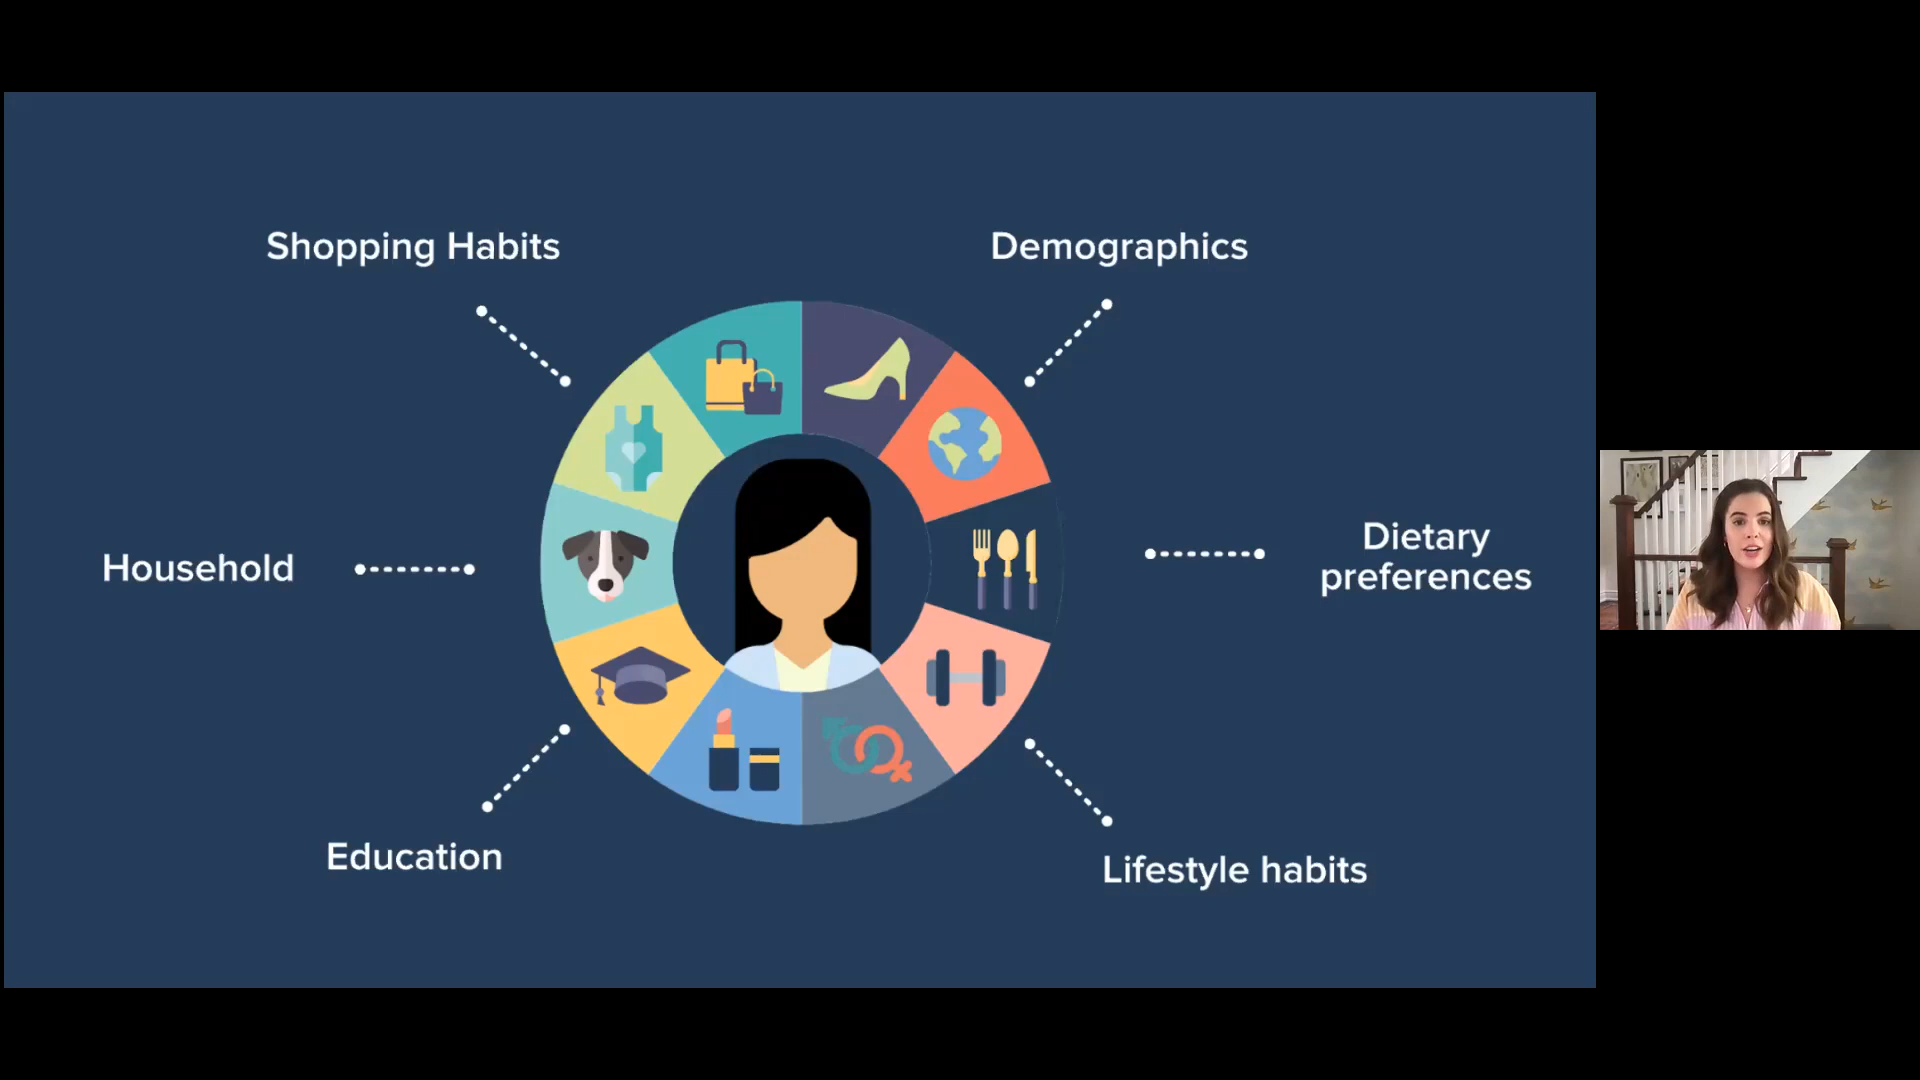 Shopping Habits
Demographics
Household
Dietary
preferences
Education
Lifestyle habits